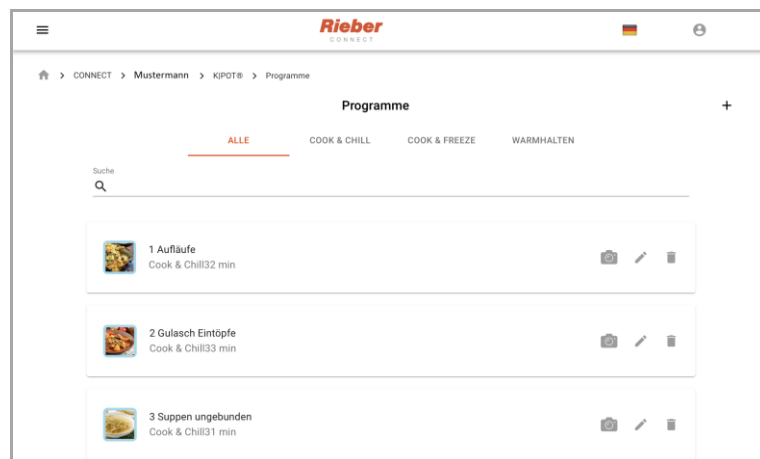 Rieber
CONNECT
CONNECT > Mustermann > K|POT® > Programme
Programme +
ALLE COOK & CHILL COOK & FREEZE WARMHALTEN
Suche
1 Aufläufe
Cook & Chill32 min
2 Gulasch Eintöpfe
Cook & Chill33 min
3 Suppen ungebunden
Cook & Chill31 min